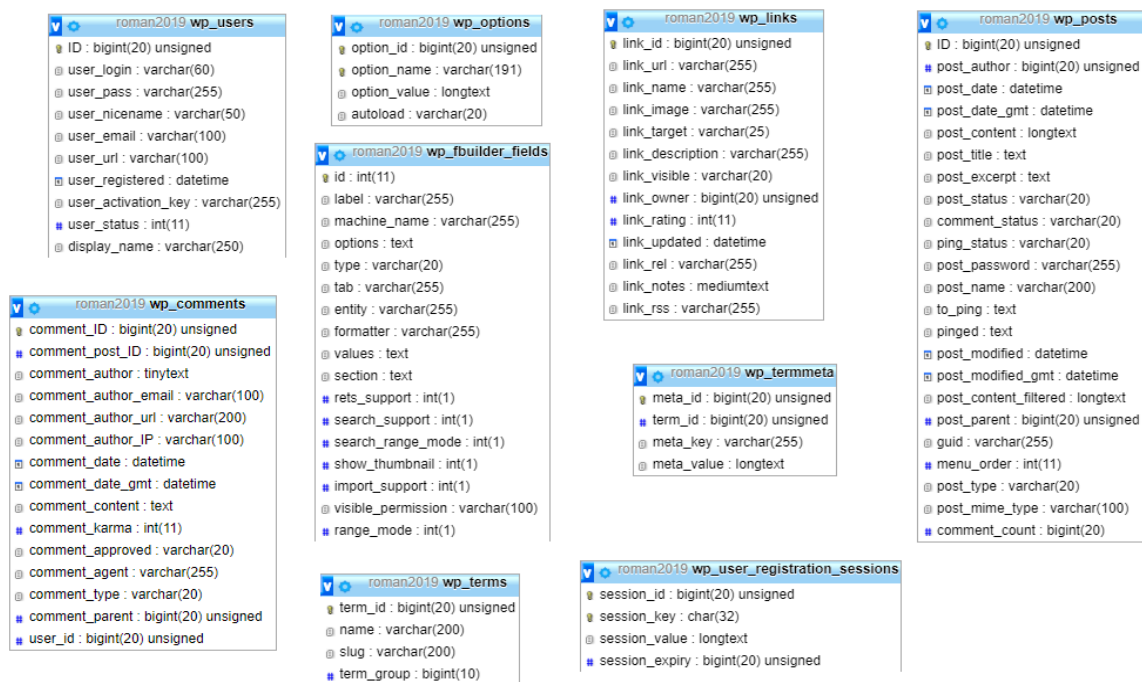 roman2019 wp_users
ID : bigint(20) unsigned
user_login : varchar(60)
user_pass : varchar(255)
user_nicename : varchar(50)
user_email : varchar(100)
user_url : varchar(100)
user_registered : datetime
user_activation_key : varchar(255)
user_status : int(11)
display_name : varchar(250)
roman2019 wp_options
option_id : bigint(20) unsigned
option_name : varchar(191)
option_value : longtext
autoload : varchar(20)
roman2019 wp_links
link_id : bigint(20) unsigned
link_url : varchar(255)
link_name : varchar(255)
link_image : varchar(255)
link_target : varchar(25)
link_description : varchar(255)
link_visible : varchar(20)
link_owner : bigint(20) unsigned
link_rating : int(11)
link_updated : datetime
link_rel : varchar(255)
link_notes : mediumtext
link_rss : varchar(255)
roman2019 wp_posts
ID : bigint(20) unsigned
post_author : bigint(20) unsigned
post_date : datetime
post_date_gmt : datetime
post_content : longtext
post_title : text
post_excerpt : text
post_status : varchar(20)
comment_status : varchar(20)
ping_status : varchar(20)
post_password : varchar(255)
post_name : varchar(200)
to_ping : text
pinged : text
post_modified : datetime
post_modified_gmt : datetime
post_content_filtered : longtext
post_parent : bigint(20) unsigned
guid : varchar(255)
menu_order : int(11)
post_type : varchar(20)
post_mime_type : varchar(100)
comment_count : bigint(20)
roman2019 wp_fbuilder_fields
id : int(11)
label : varchar(255)
machine_name : varchar(255)
options : text
type : varchar(20)
tab : varchar(255)
entity : varchar(255)
formatter : varchar(255)
values : text
section : text
rets_support : int(1)
search_support : int(1)
search_range_mode : int(1)
show_thumbnail : int(1)
import_support : int(1)
visible_permission : varchar(100)
range_mode : int(1)
roman2019 wp_comments
comment_ID : bigint(20) unsigned
comment_post_ID : bigint(20) unsigned
comment_author : tinytext
comment_author_email : varchar(100)
comment_author_url : varchar(200)
comment_author_IP : varchar(100)
comment_date : datetime
comment_date_gmt : datetime
comment_content : text
comment_karma : int(11)
comment_approved : varchar(20)
comment_agent : varchar(255)
comment_type : varchar(20)
comment_parent : bigint(20) unsigned
user_id : bigint(20) unsigned
roman2019 wp_termmeta
meta_id : bigint(20) unsigned
term_id : bigint(20) unsigned
meta_key : varchar(255)
meta_value : longtext
roman2019 wp_terms
term_id : bigint(20) unsigned
name : varchar(200)
slug : varchar(200)
term_group : bigint(10)
roman2019 wp_user_registration_sessions
session_id : bigint(20) unsigned
session_key : char(32)
session_value : longtext
session_expiry : bigint(20) unsigned